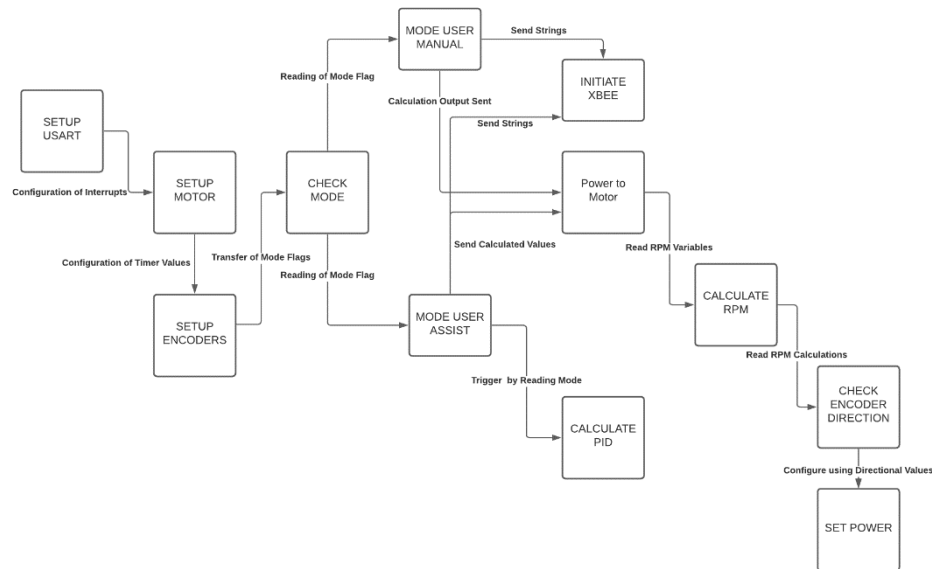 MODE USER
MANUAL
Send Strings
Reading of Mode Flag
INITIATE
XBEE
Calculation Output Sent
SETUP
USART
Send Strings
Configuration of Interrupts
SETUP
MOTOR
CHECK
MODE
Power to
Motor
Send Calculated Values
Read RPM Variables
Configuration of Timer Values
Transfer of Mode Flags
Reading of Mode Flag
CALCULATE
RPM
SETUP
ENCODERS
MODE USER
ASSIST
Read RPM Calculations
Trigger by Reading Mode
CHECK
ENCODER
DIRECTION
CALCULATE
PID
Configure using Directional Values
SET POWER